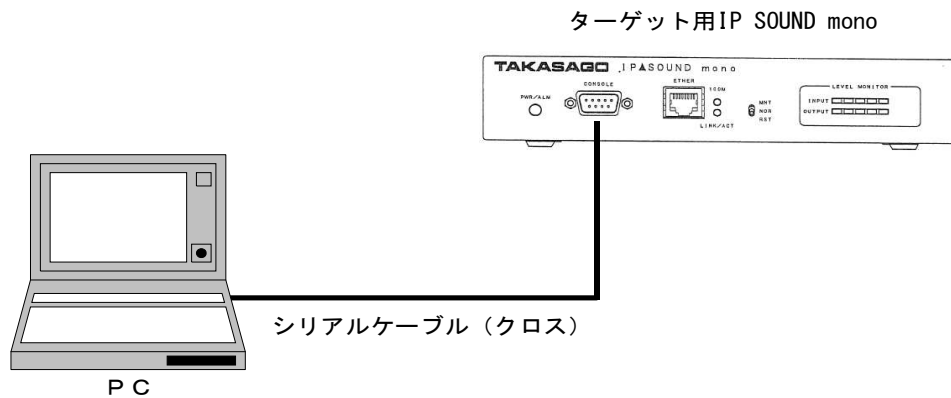 ターゲット用IP SOUND mono
TAKASAGO IP▲SOUND mono
PWR/ALM
CONSOLE
ETHER
100M
LINK/ACT
MNT
NOR
RST
LEVEL MONITOR
INPUT
OUTPUT
シリアルケーブル（クロス）
ＰＣ